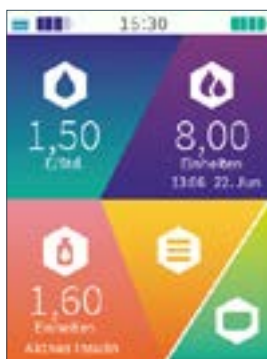 15:30
1,50
E/Std.
8,00
Einheiten
13:06 22. Jun
1,60
Einheiten
Aktives Insulin